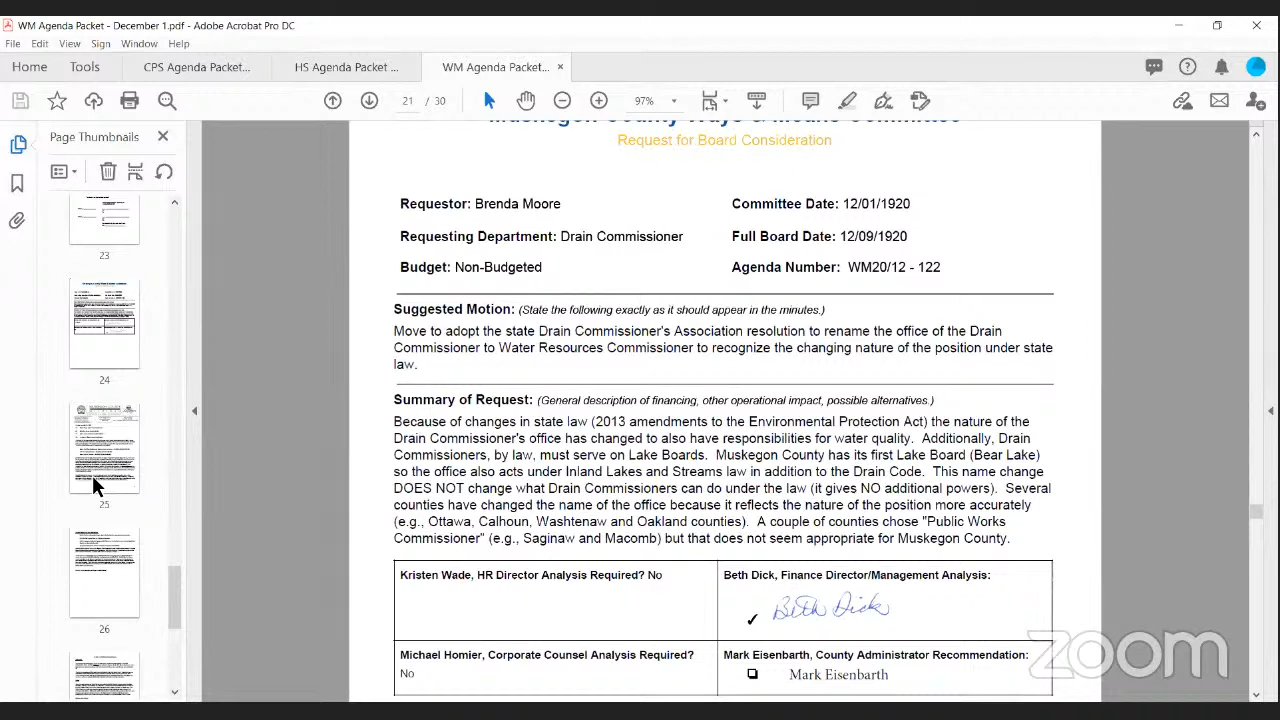 WM Agenda Packet - December 1.pdf - Adobe Acrobat Pro DC
File Edit View Sign Window Help
Home Tools CPS Agenda Packet... HS Agenda Packet ... WM Agenda Packet... ×
21 / 30 97%
Page Thumbnails
23
24
25
26
Muskegon County Ways & Means Committee
Request for Board Consideration
Requestor: Brenda Moore Committee Date: 12/01/1920
Requesting Department: Drain Commissioner Full Board Date: 12/09/1920
Budget: Non-Budgeted Agenda Number: WM20/12 - 122
Suggested Motion: (State the following exactly as it should appear in the minutes.)
Move to adopt the state Drain Commissioner's Association resolution to rename the office of the Drain
Commissioner to Water Resources Commissioner to recognize the changing nature of the position under state
law.
Summary of Request: (General description of financing, other operational impact, possible alternatives.)
Because of changes in state law (2013 amendments to the Environmental Protection Act) the nature of the
Drain Commissioner's office has changed to also have responsibilities for water quality. Additionally, Drain
Commissioners, by law, must serve on Lake Boards. Muskegon County has its first Lake Board (Bear Lake)
so the office also acts under Inland Lakes and Streams law in addition to the Drain Code. This name change
DOES NOT change what Drain Commissioners can do under the law (it gives NO additional powers). Several
counties have changed the name of the office because it reflects the nature of the position more accurately
(e.g., Ottawa, Calhoun, Washtenaw and Oakland counties). A couple of counties chose "Public Works
Commissioner" (e.g., Saginaw and Macomb) but that does not seem appropriate for Muskegon County.
Kristen Wade, HR Director Analysis Required? No
Beth Dick, Finance Director/Management Analysis:
✓ Beth Dick
Michael Homier, Corporate Counsel Analysis Required?
No
Mark Eisenbarth, County Administrator Recommendation:
Mark Eisenbarth
zoom